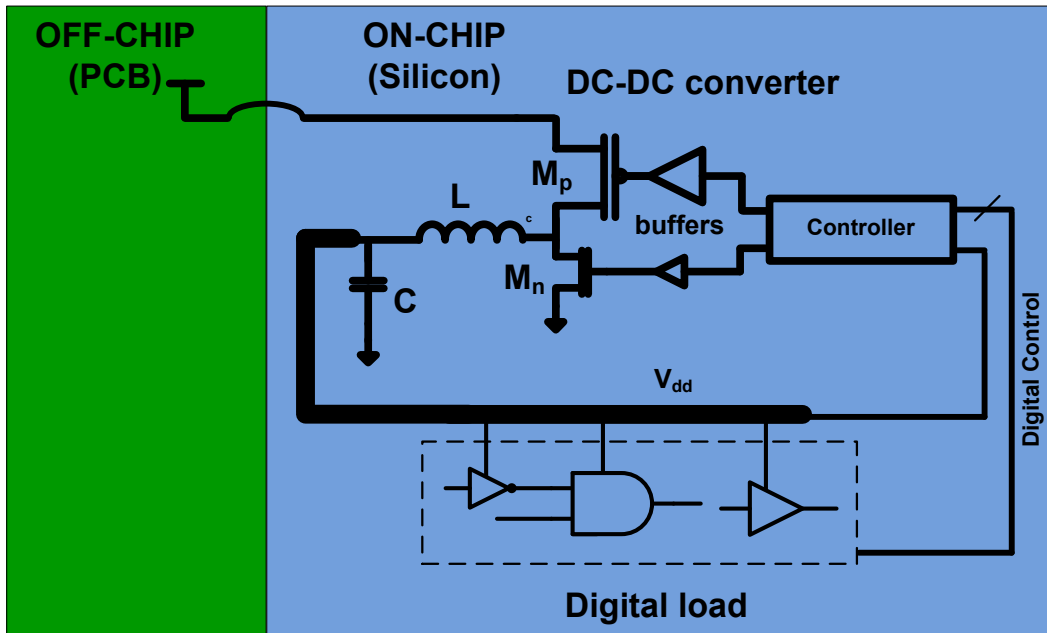 OFF-CHIP
(PCB)
ON-CHIP
(Silicon)
DC-DC converter
Mp
L
c
buffers
Controller
Mn
C
Vdd
Digital Control
Digital load